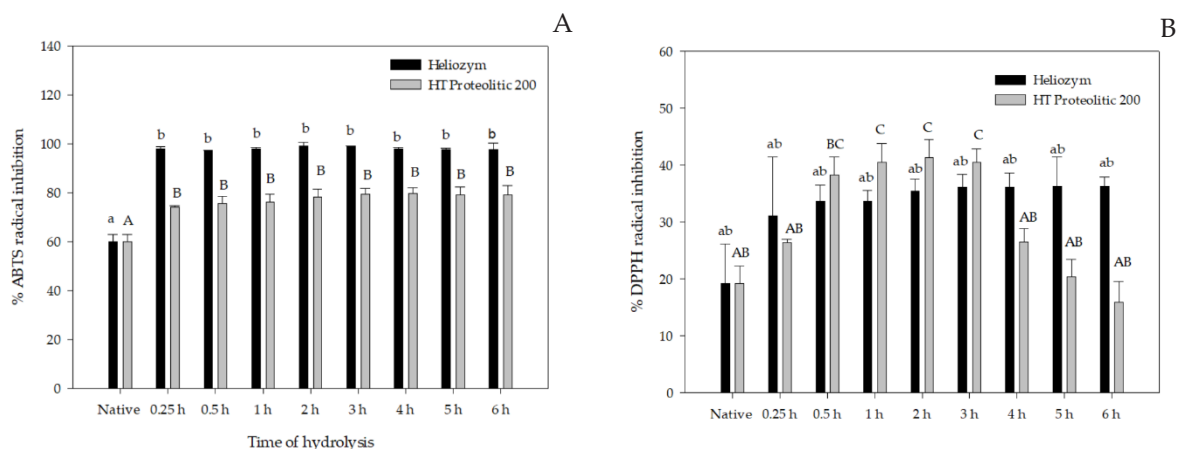 A
% ABTS radical inhibition
140
120
100
80
60
40
20
0
Heliozym
HT Proteolitic 200
a A
b B
b B
b B
b B
b B
b B
b B
b B
Native 0.25 h 0.5 h 1 h 2 h 3 h 4 h 5 h 6 h
Time of hydrolysis
B
% DPPH radical inhibition
60
50
40
30
20
10
0
Heliozym
HT Proteolitic 200
ab AB
ab AB
ab BC
ab C
ab C
ab C
ab AB
ab AB
ab AB
Native 0.25 h 0.5 h 1 h 2 h 3 h 4 h 5 h 6 h